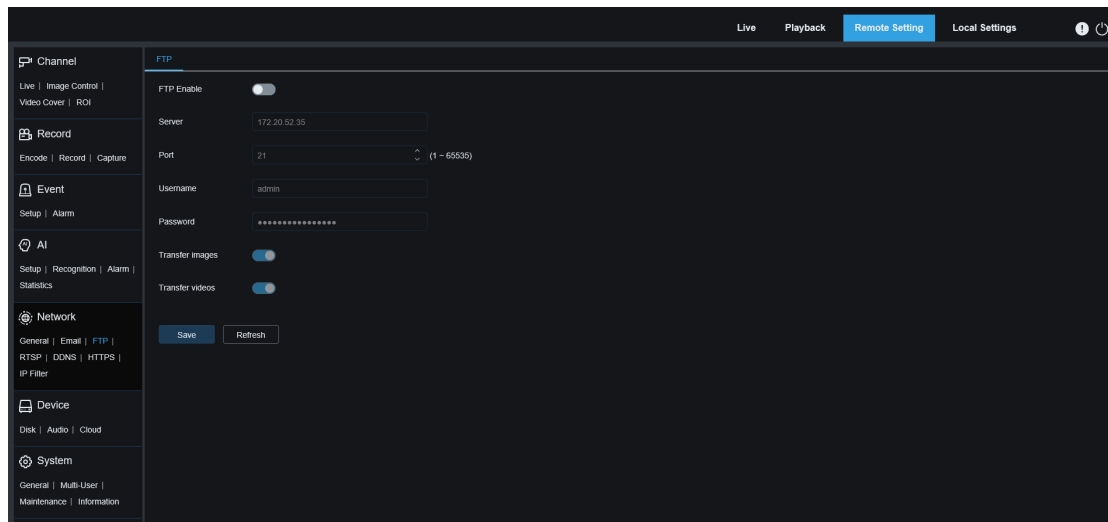 Live Playback Remote Setting Local Settings
Channel
Live | Image Control |
Video Cover | ROI
Record
Encode | Record | Capture
Event
Setup | Alarm
AI
Setup | Recognition | Alarm |
Statistics
Network
General | Email | FTP |
RTSP | DDNS | HTTPS |
IP Filter
Device
Disk | Audio | Cloud
System
General | Multi-User |
Maintenance | Information
FTP
FTP Enable
Server 172.20.52.35
Port 21 (1 ~ 65535)
Username admin
Password ••••••••••••••••
Transfer images
Transfer videos
Save Refresh